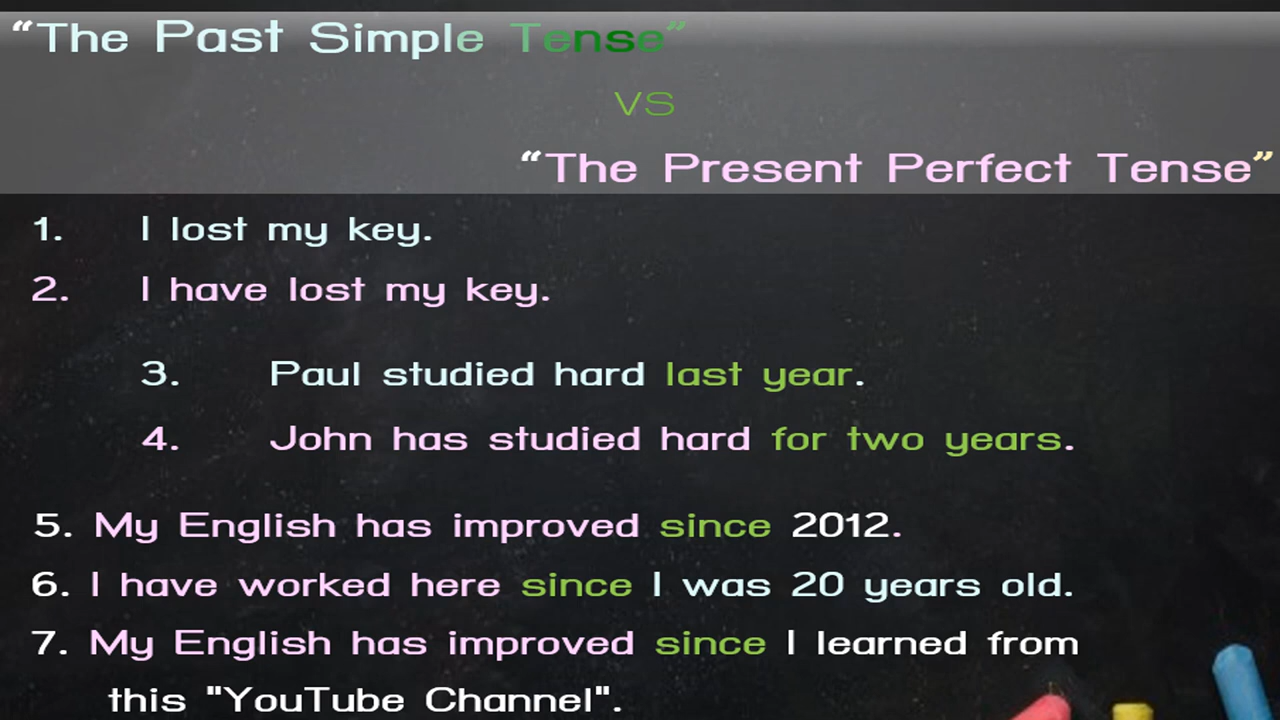 “The Past Simple Tense”
VS
“The Present Perfect Tense”
1. I lost my key.
2. I have lost my key.
3. Paul studied hard last year.
4. John has studied hard for two years.
5. My English has improved since 2012.
6. I have worked here since I was 20 years old.
7. My English has improved since I learned from
this "YouTube Channel".